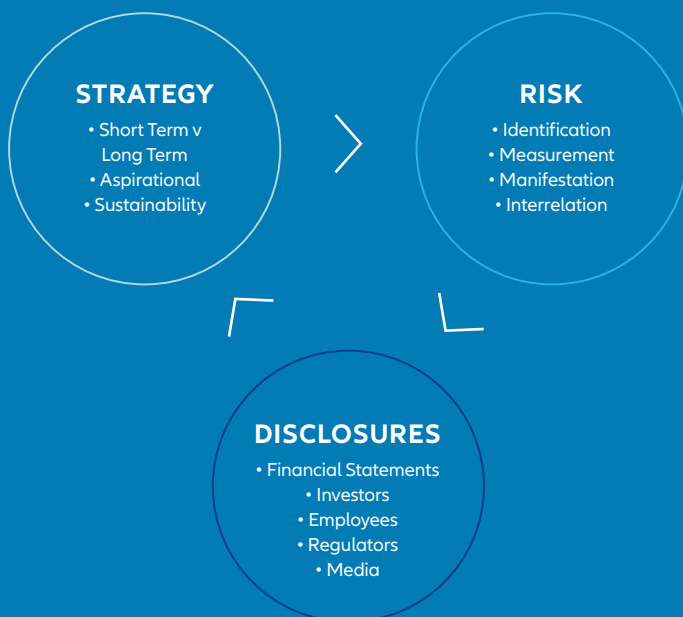 STRATEGY
• Short Term v
Long Term
• Aspirational
• Sustainability
RISK
• Identification
• Measurement
• Manifestation
• Interrelation
DISCLOSURES
• Financial Statements
• Investors
• Employees
• Regulators
• Media